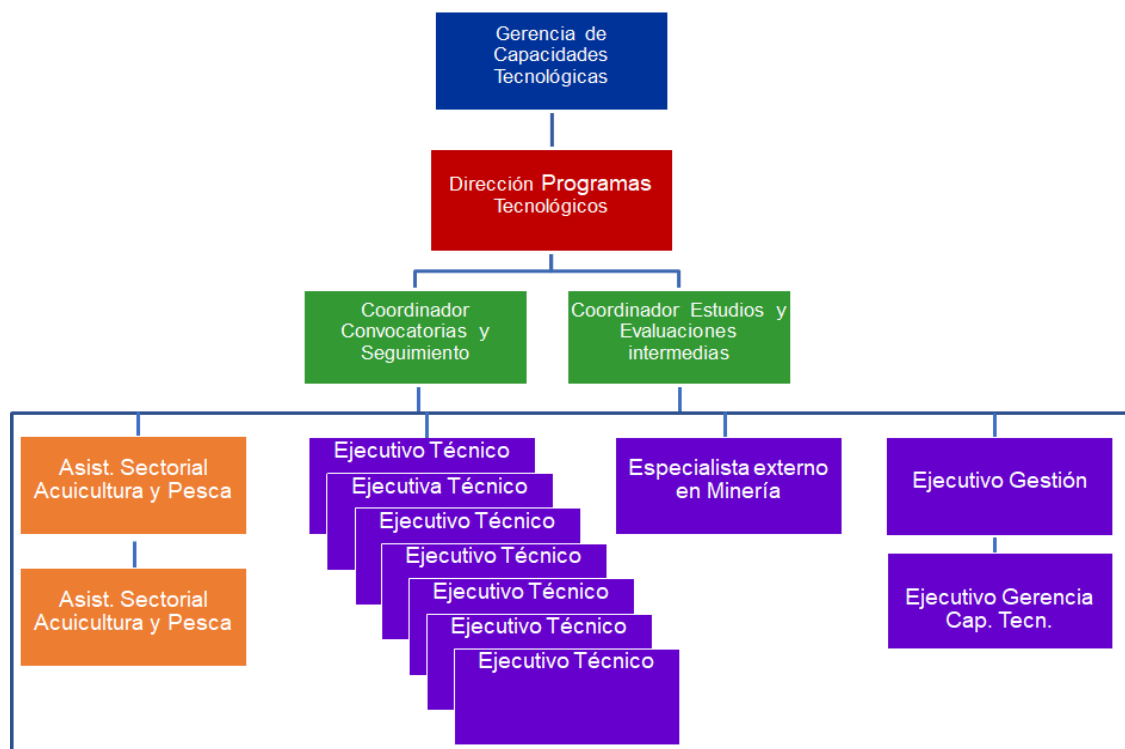 Gerencia de
Capacidades
Tecnológicas
Dirección Programas
Tecnológicos
Coordinador
Convocatorias y
Seguimiento
Coordinador Estudios y
Evaluaciones
intermedias
Asist. Sectorial
Acuicultura y Pesca
Asist. Sectorial
Acuicultura y Pesca
Ejecutivo Técnico
Ejecutiva Técnico
Ejecutivo Técnico
Ejecutivo Técnico
Ejecutivo Técnico
Ejecutivo Técnico
Ejecutivo Técnico
Especialista externo
en Minería
Ejecutivo Gestión
Ejecutivo Gerencia
Cap. Tecn.